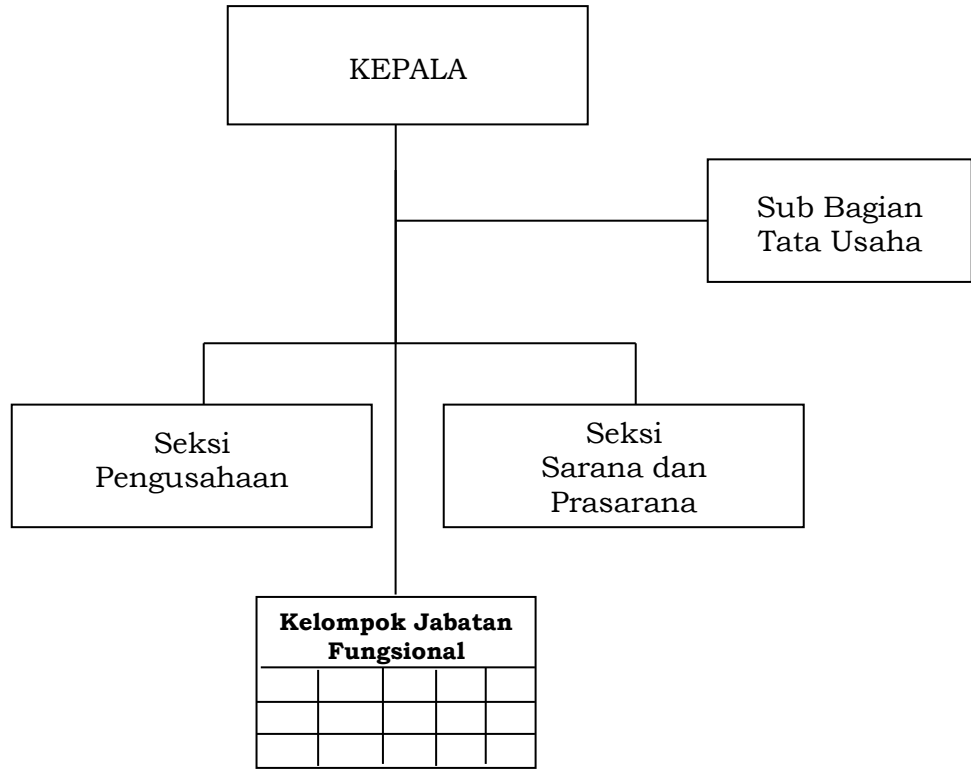 KEPALA
Sub Bagian
Tata Usaha
Seksi
Pengusahaan
Seksi
Sarana dan
Prasarana
Kelompok Jabatan
Fungsional